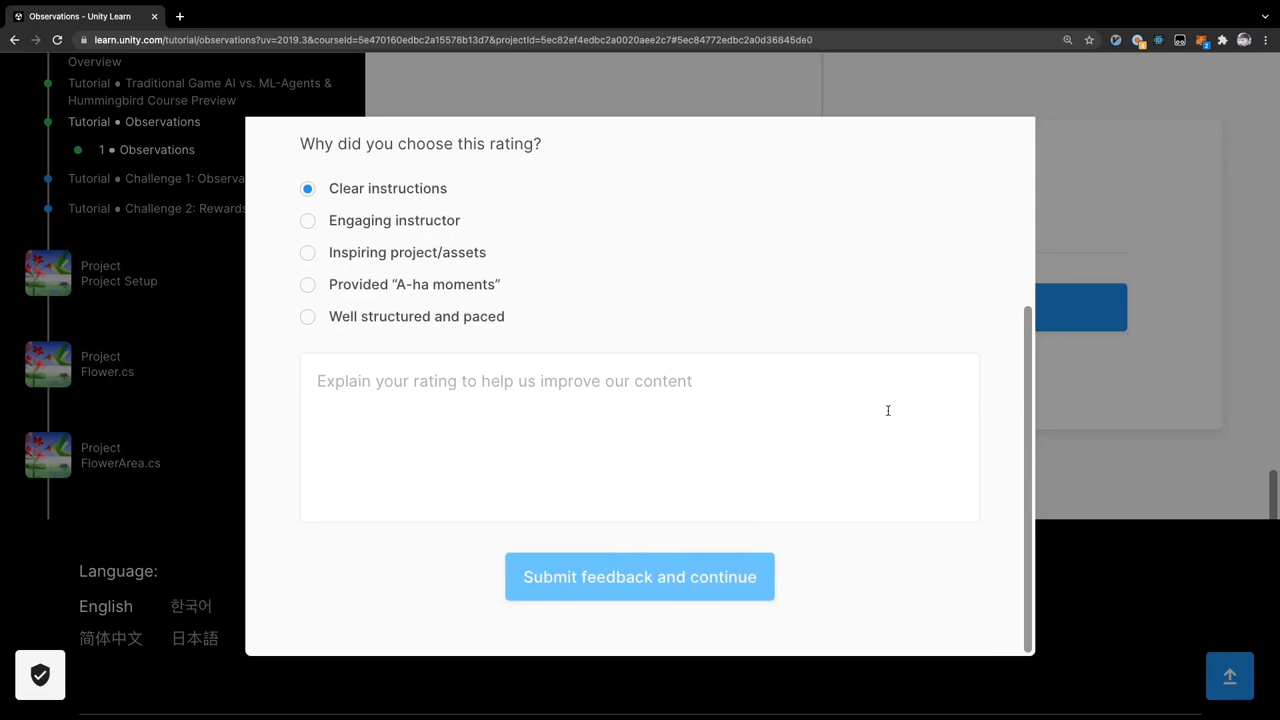 Observations - Unity Learn
learn.unity.com/tutorial/observations?uv=2019.3&courseId=5e470160edbc2a15578b13d7&projectId=5ec82ef4edbc2a0020aee2c7#5ec84772edbc2a0d36845de0
Overview
Tutorial • Traditional Game AI vs. ML-Agents &
Hummingbird Course Preview
Tutorial • Observations
1 • Observations
Tutorial • Challenge 1: Observa
Tutorial • Challenge 2: Rewards
Project
Project Setup
Project
Flower.cs
Project
FlowerArea.cs
Why did you choose this rating?
Clear instructions
Engaging instructor
Inspiring project/assets
Provided “A-ha moments”
Well structured and paced
Explain your rating to help us improve our content
Submit feedback and continue
Language:
English 한국어
简体中文 日本語